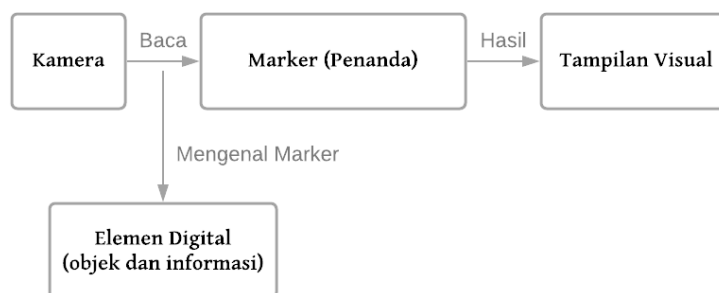 Kamera
Baca
Marker (Penanda)
Hasil
Tampilan Visual
Mengenal Marker
Elemen Digital
(objek dan informasi)